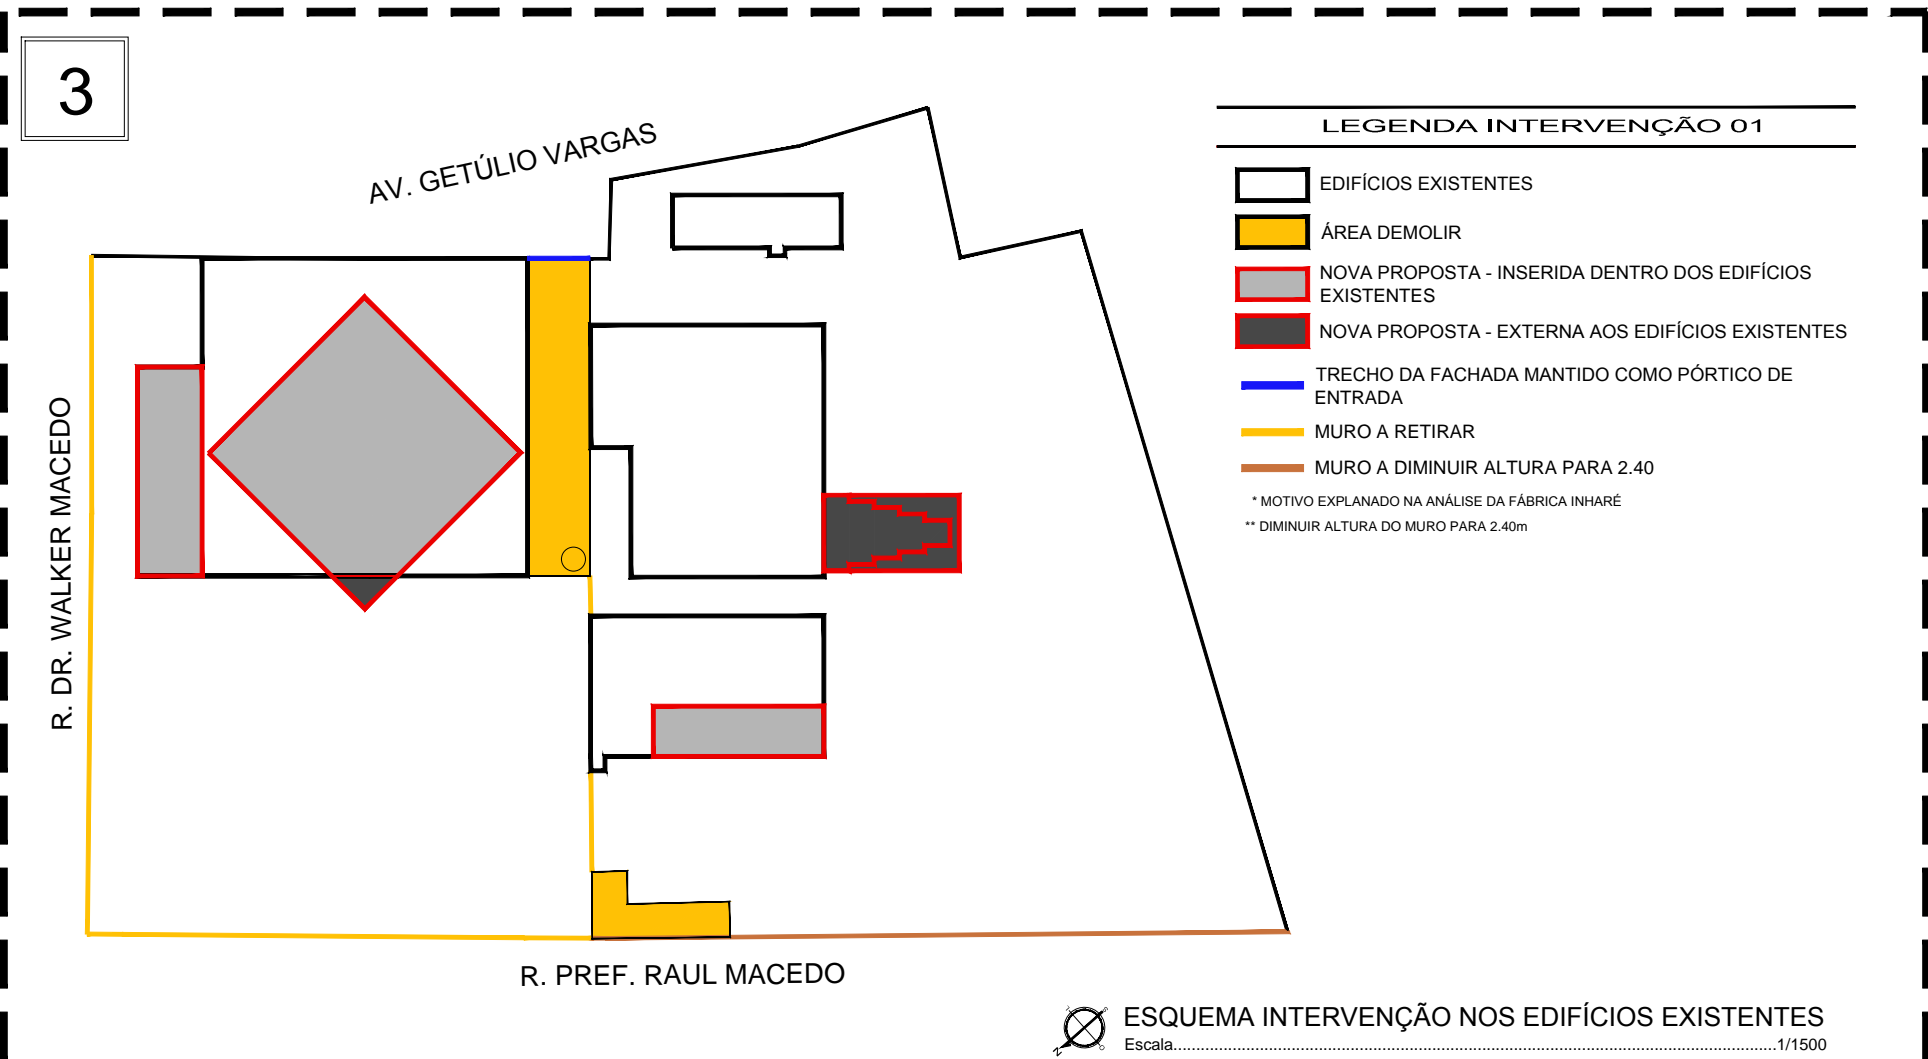 3
AV. GETÚLIO VARGAS
R. DR. WALKER MACEDO
R. PREF. RAUL MACEDO
LEGENDA INTERVENÇÃO 01
EDIFÍCIOS EXISTENTES
ÁREA DEMOLIR
NOVA PROPOSTA - INSERIDA DENTRO DOS EDIFÍCIOS
EXISTENTES
NOVA PROPOSTA - EXTERNA AOS EDIFÍCIOS EXISTENTES
TRECHO DA FACHADA MANTIDO COMO PÓRTICO DE
ENTRADA
MURO A RETIRAR
MURO A DIMINUIR ALTURA PARA 2.40
* MOTIVO EXPLANADO NA ANÁLISE DA FÁBRICA INHARÉ
** DIMINUIR ALTURA DO MURO PARA 2.40m
ESQUEMA INTERVENÇÃO NOS EDIFÍCIOS EXISTENTES
Escala.............................................................................................................................................1/1500